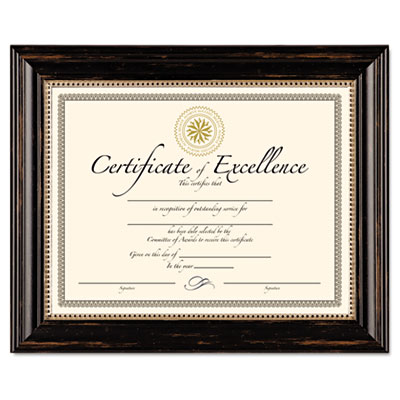 Certificate of Excellence
This certifies that
in recognition of outstanding service for
has been duly selected by the
Committee of Awards to receive this certificate
Given on this day of
In the year
Signature Signature